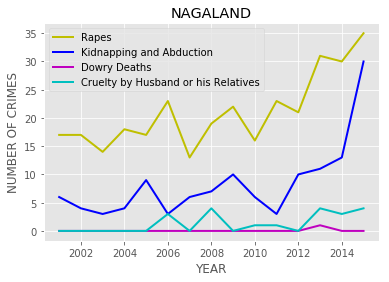 NAGALAND
Rapes
Kidnapping and Abduction
Dowry Deaths
Cruelty by Husband or his Relatives
NUMBER OF CRIMES
35
30
25
20
15
10
5
0
2002 2004 2006 2008 2010 2012 2014
YEAR